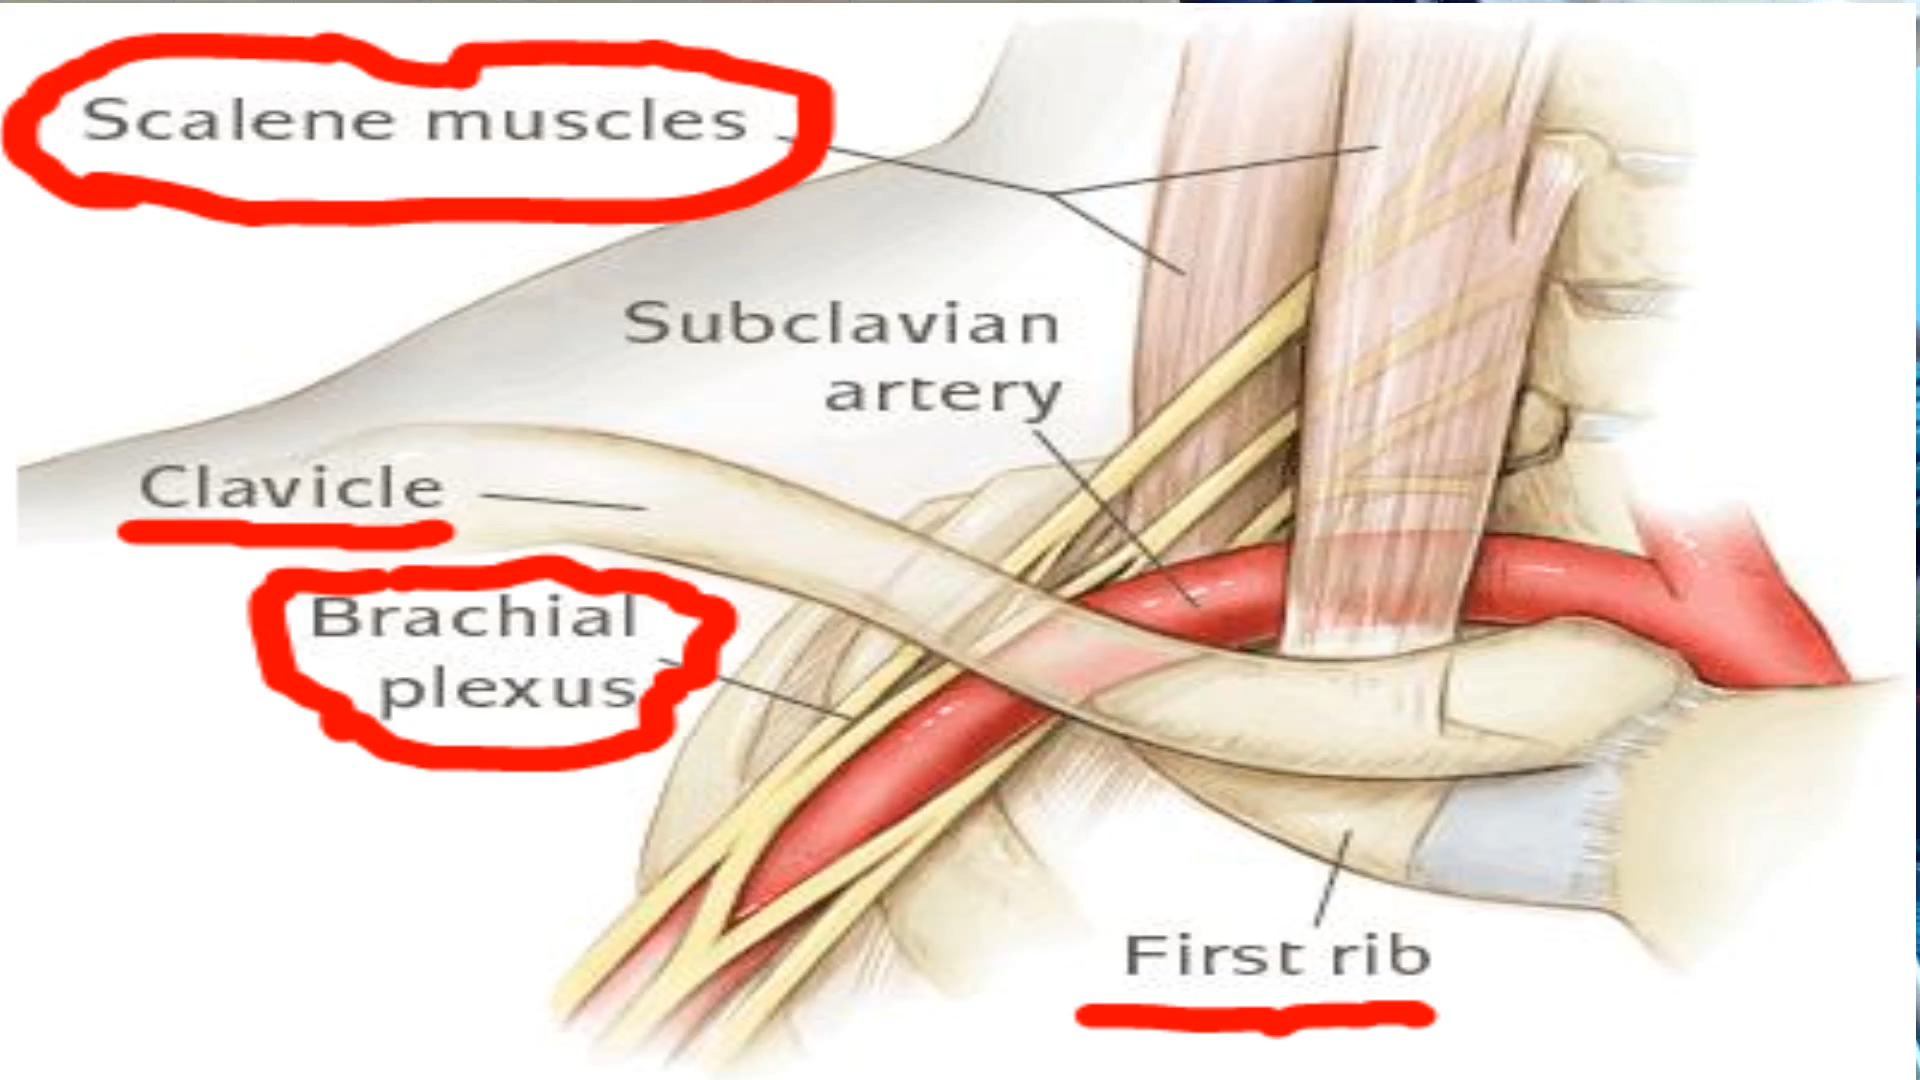 Scalene muscles
Subclavian
artery
Clavicle
Brachial
plexus
First rib